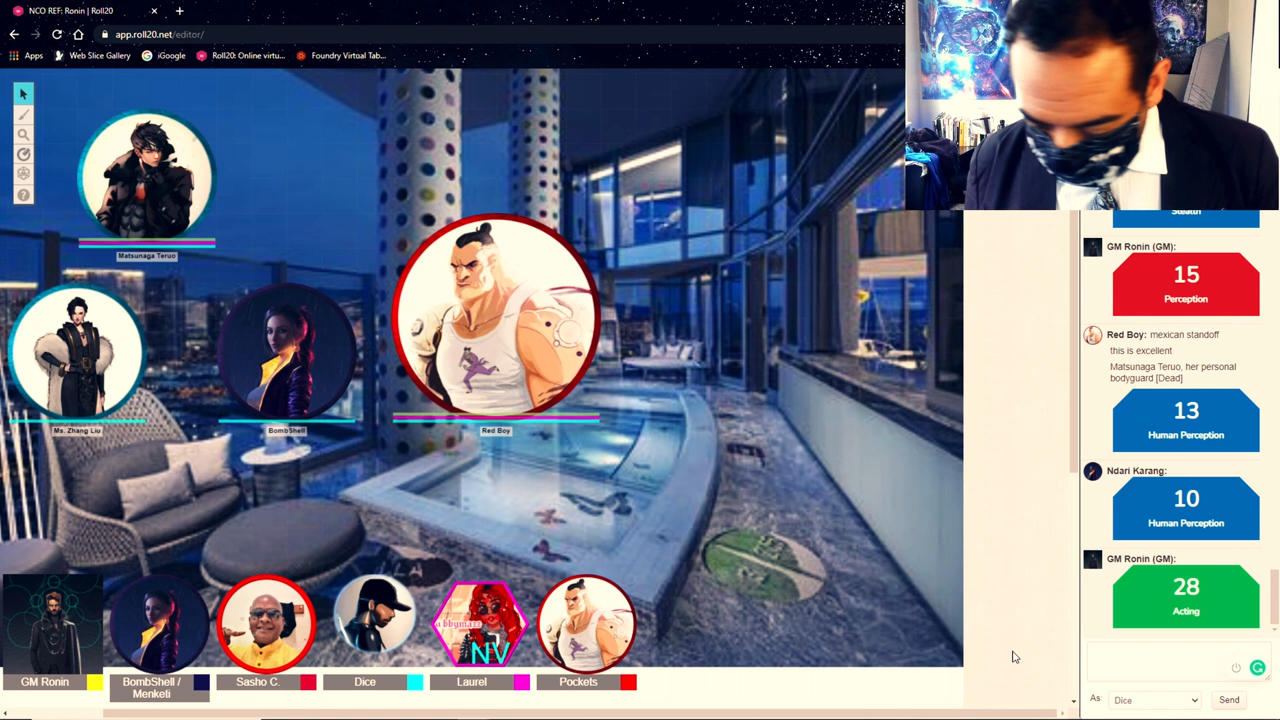 NCO REF: Ronin | Roll20
app.roll20.net/editor/
Apps
Web Slice Gallery
iGoogle
Roll20: Online virtu...
Foundry Virtual Tab...
Stealth
GM Ronin (GM):
15
Perception
Red Boy: mexican standoff
this is excellent
Matsunaga Teruo, her personal
bodyguard [Dead]
13
Human Perception
Ndari Karang:
10
Human Perception
GM Ronin (GM):
28
Acting
As:
Dice
Send
Matsunaga Teruo
Ms. Zhang Liu
BombShell
Red Boy
NV
GM Ronin
BombShell /
Menketi
Sasho C.
Dice
Laurel
Pockets